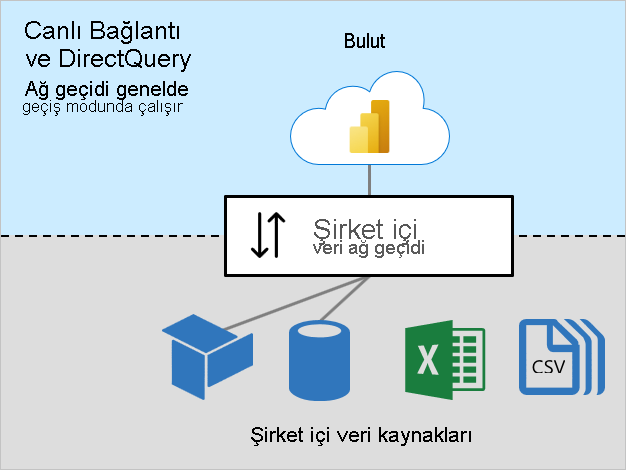 Canlı Bağlantı
ve DirectQuery
Ağ geçidi genelde
geçiş modunda çalışır
Bulut
Şirket içi
veri ağ geçidi
X
CSV
Şirket içi veri kaynakları